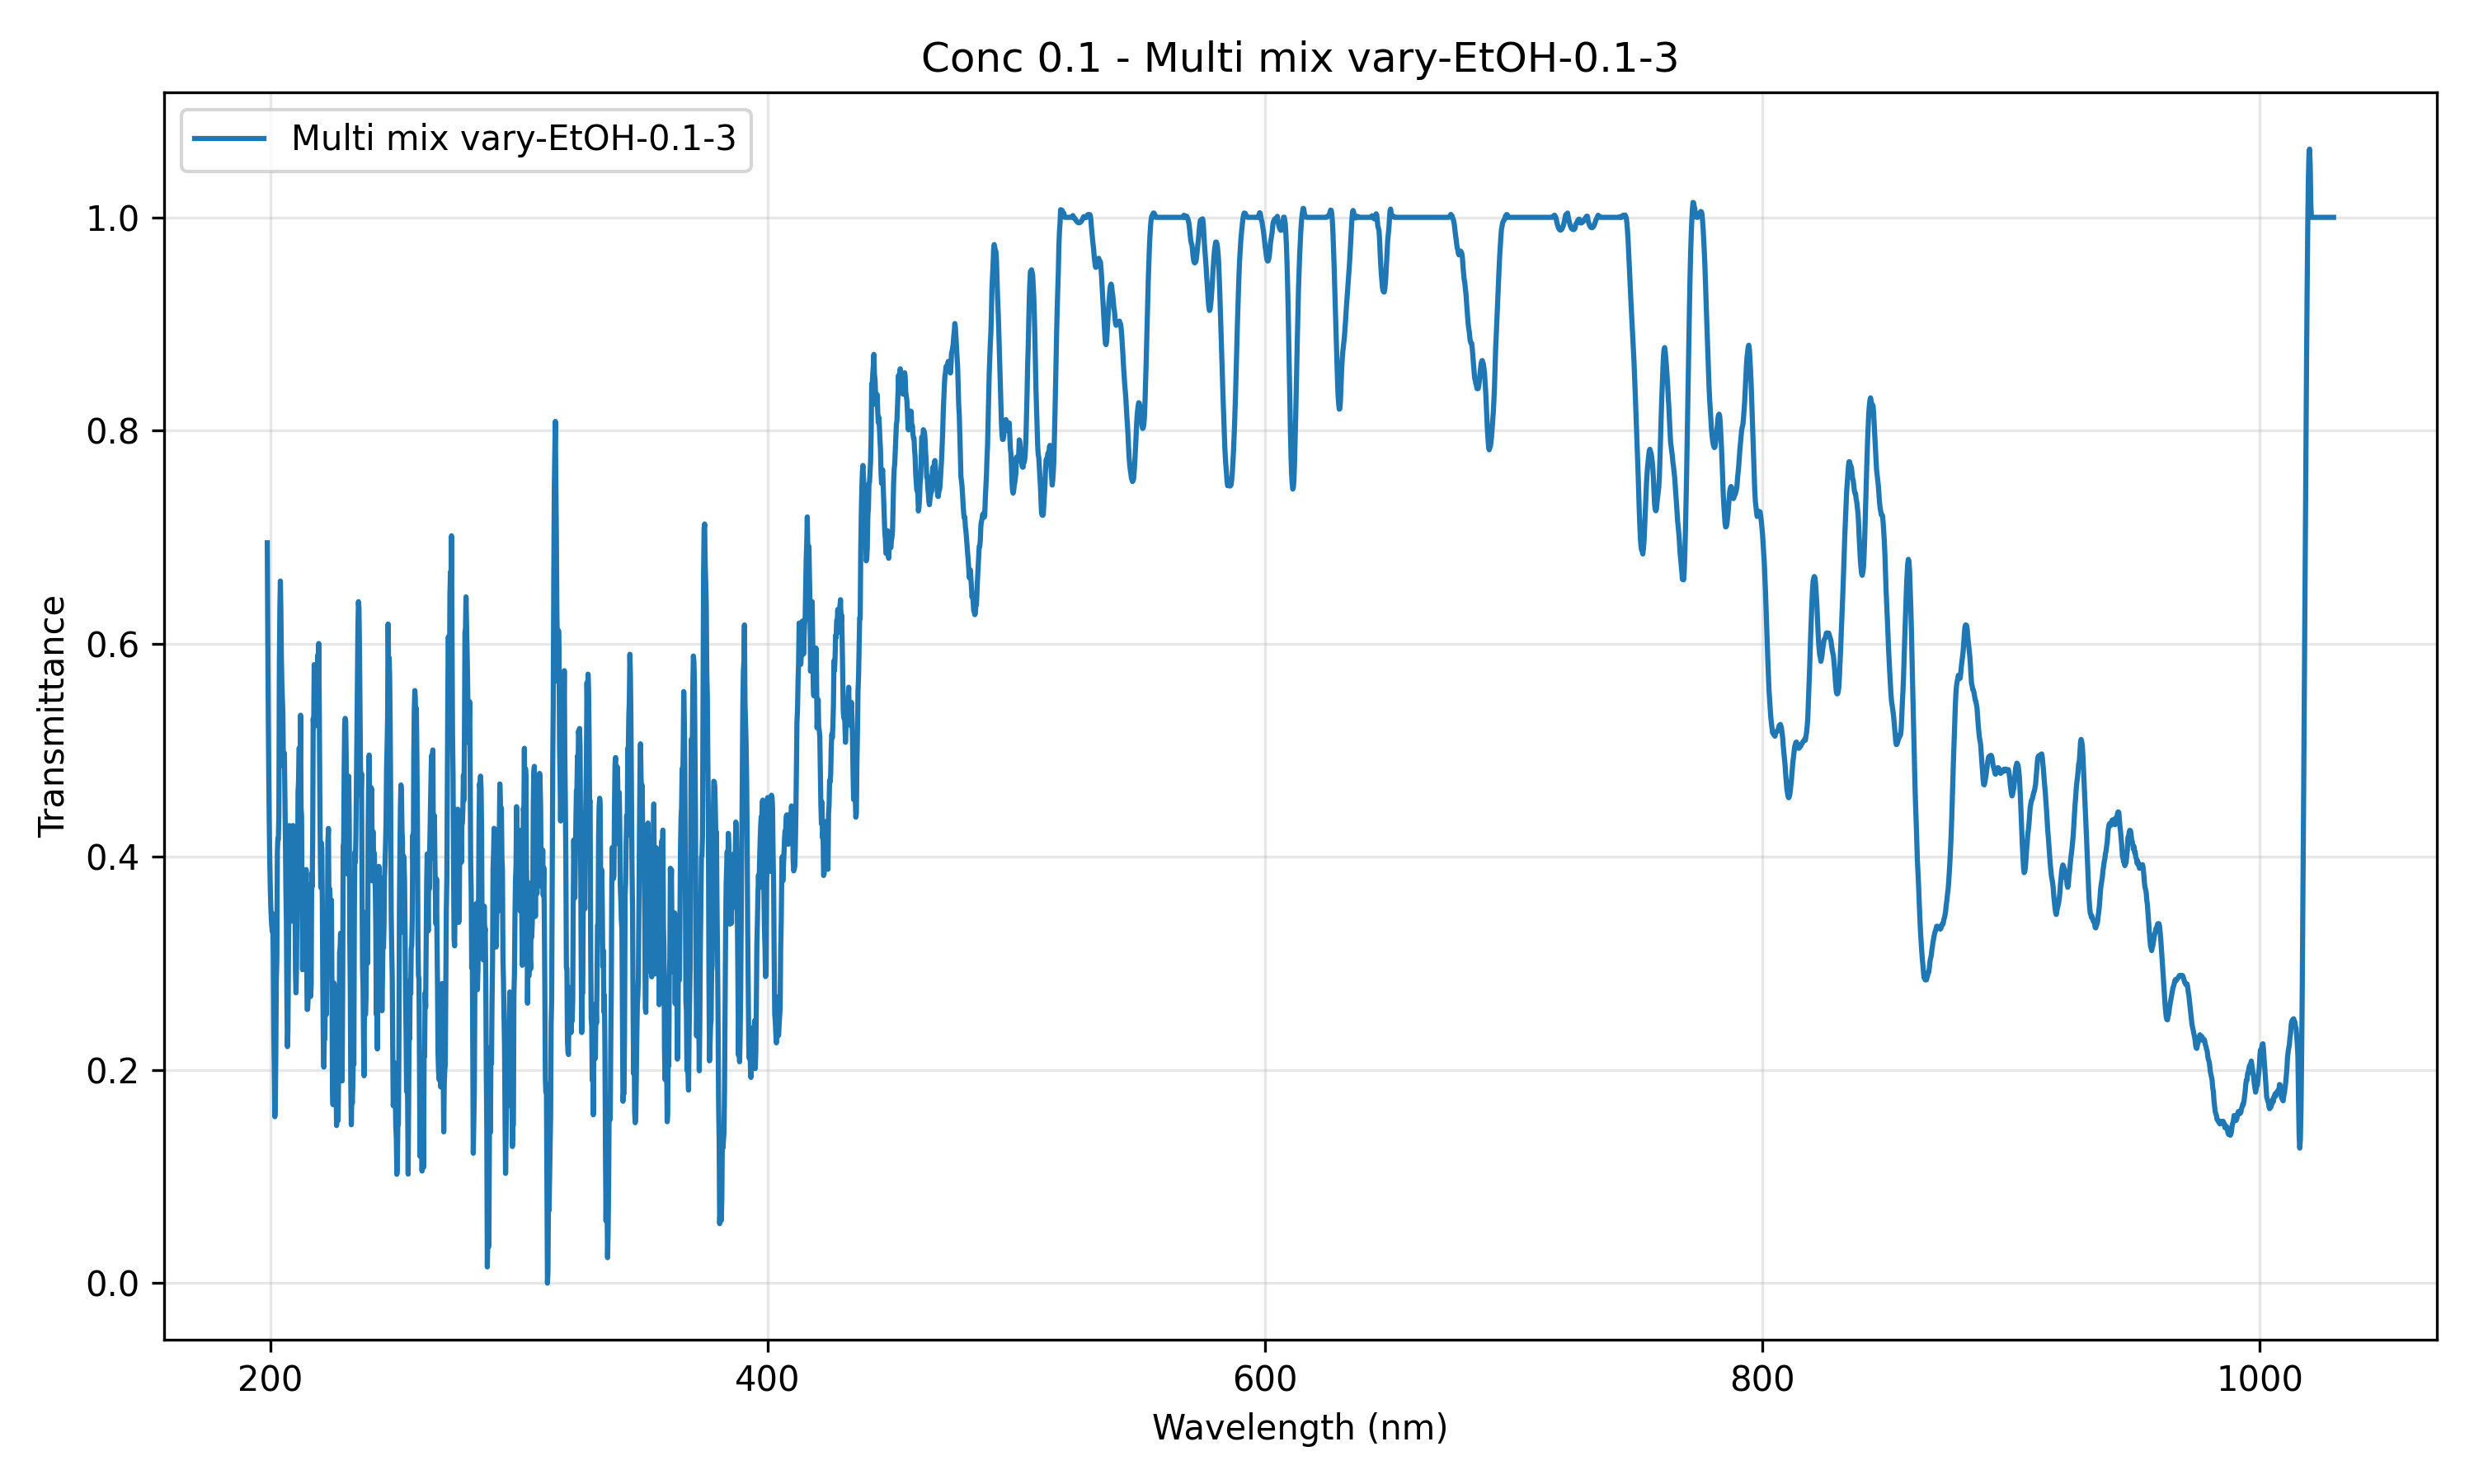 Conc 0.1 - Multi mix vary-EtOH-0.1-3
Multi mix vary-EtOH-0.1-3
Transmittance
1.0
0.8
0.6
0.4
0.2
0.0
200 400 600 800 1000
Wavelength (nm)